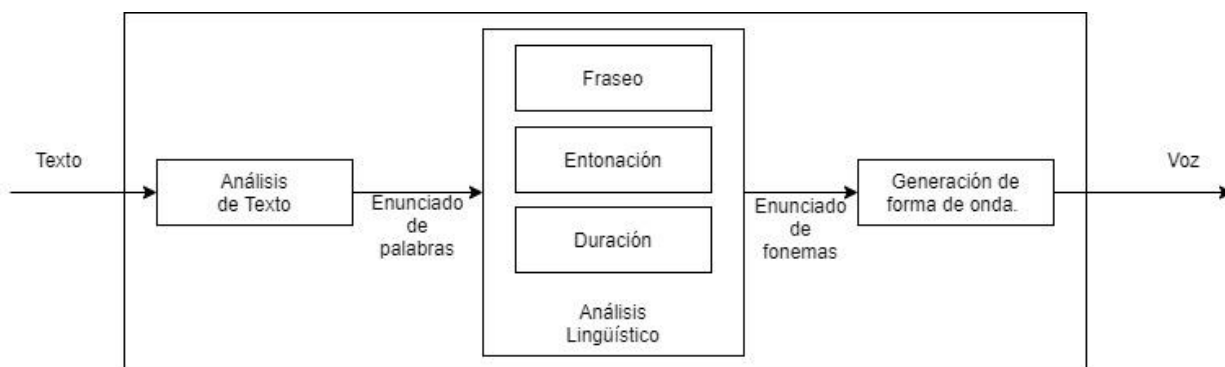 Texto
Análisis
de Texto
Enunciado
de
palabras
Fraseo
Entonación
Duración
Análisis
Lingüístico
Enunciado
de
fonemas
Generación de
forma de onda.
Voz